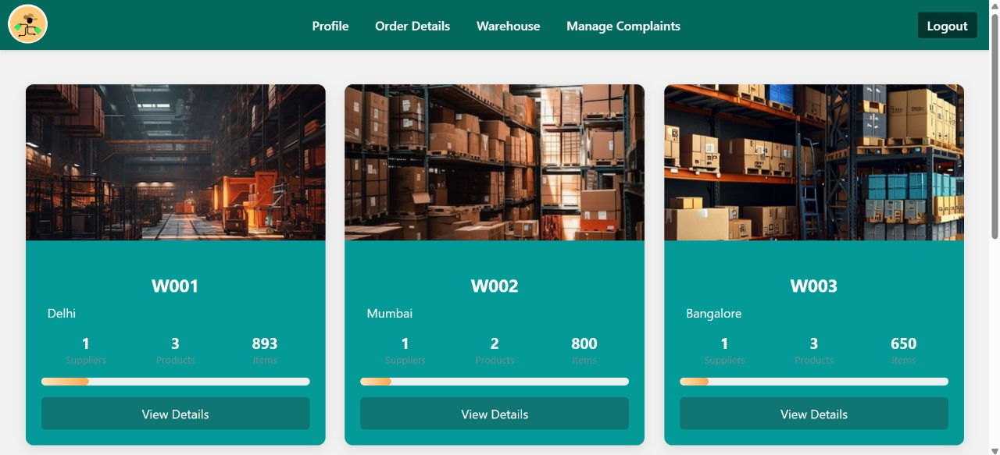 Profile Order Details Warehouse Manage Complaints Logout
W001
Delhi
1 3 893
Suppliers Products Items
View Details
W002
Mumbai
1 2 800
Suppliers Products Items
View Details
W003
Bangalore
1 3 650
Suppliers Products Items
View Details